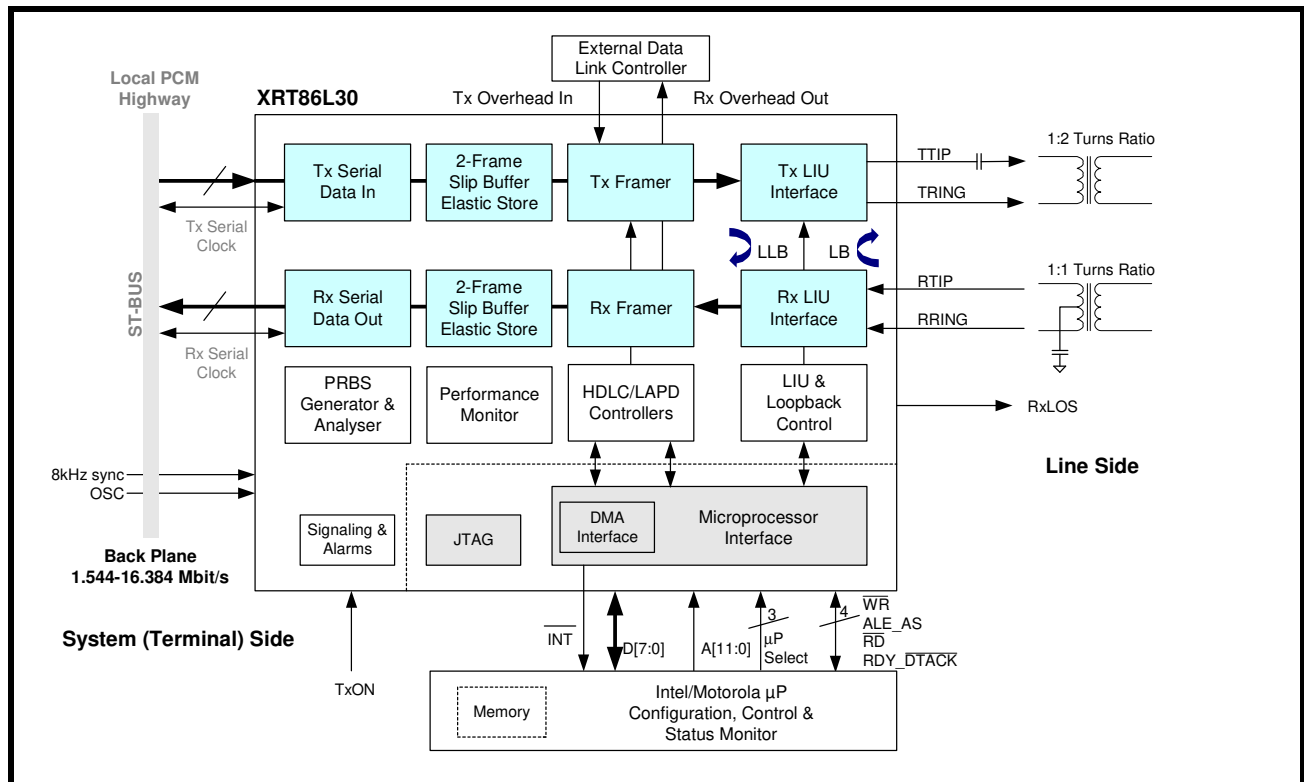 External Data
Link Controller
Local PCM
Highway
XRT86L30
Tx Overhead In
Rx Overhead Out
1:2 Turns Ratio
TTIP
Tx Serial
Data In
2-Frame
Slip Buffer
Elastic Store
Tx Framer
Tx LIU
Interface
TRING
Tx Serial
Clock
LLB
LB
1:1 Turns Ratio
ST-BUS
RTIP
Rx Serial
Data Out
2-Frame
Slip Buffer
Elastic Store
Rx Framer
Rx LIU
Interface
RRING
Rx Serial
Clock
PRBS
Generator &
Analyser
Performance
Monitor
HDLC/LAPD
Controllers
LIU &
Loopback
Control
RxLOS
8kHz sync
OSC
Line Side
Signaling &
Alarms
JTAG
DMA
Interface
Microprocessor
Interface
Back Plane
1.544-16.384 Mbit/s
System (Terminal) Side
INT
D[7:0]
A[11:0]
3
µP
Select
4
WR
ALE_AS
RD
RDY_DTACK
TxON
Memory
Intel/Motorola µP
Configuration, Control &
Status Monitor